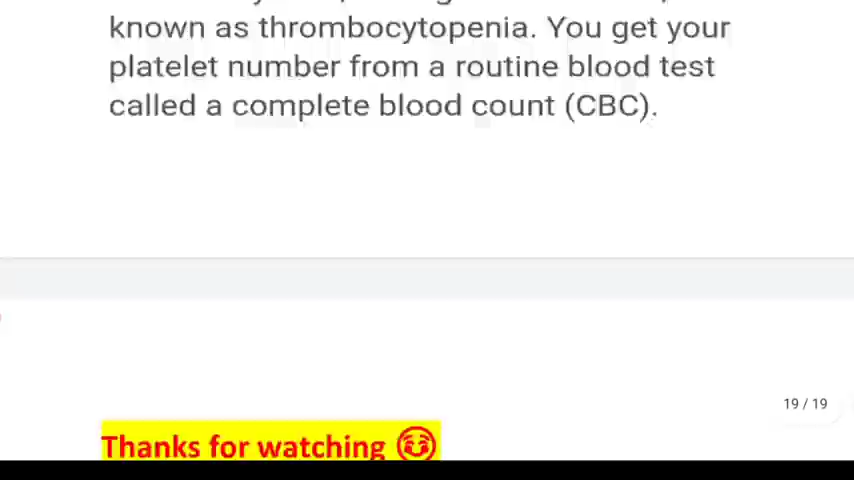 known as thrombocytopenia. You get your
platelet number from a routine blood test
called a complete blood count (CBC).
19 / 19
Thanks for watching